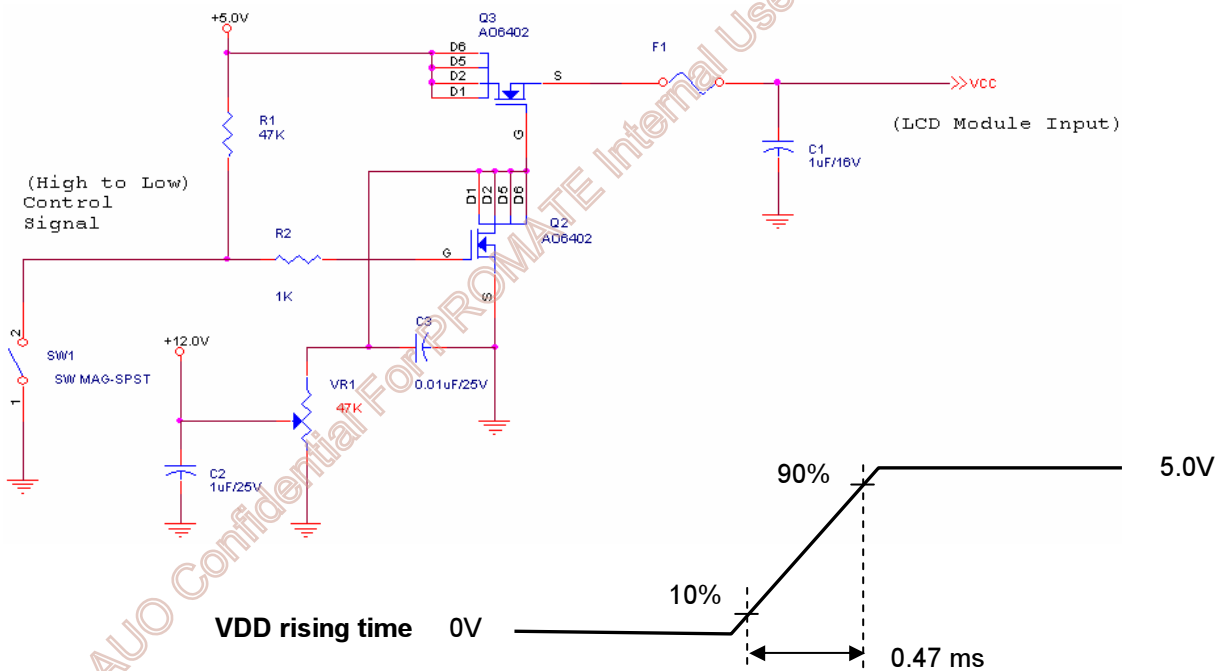 +5.0V
Q3
AO6402
D6
D5
D2
D1
S
G
F1
VCC
(LCD Module Input)
R1
47K
C1
1uF/16V
(High to Low)
Control
Signal
D1
D2
D5
D6
Q2
AO6402
R2
1K
G
S
2
1
SW1
SW MAG-SPST
+12.0V
C3
0.01uF/25V
VR1
47K
C2
1uF/25V
90%
5.0V
10%
VDD rising time 0V
0.47 ms
AUO Confidential For PROMATE Internal Use